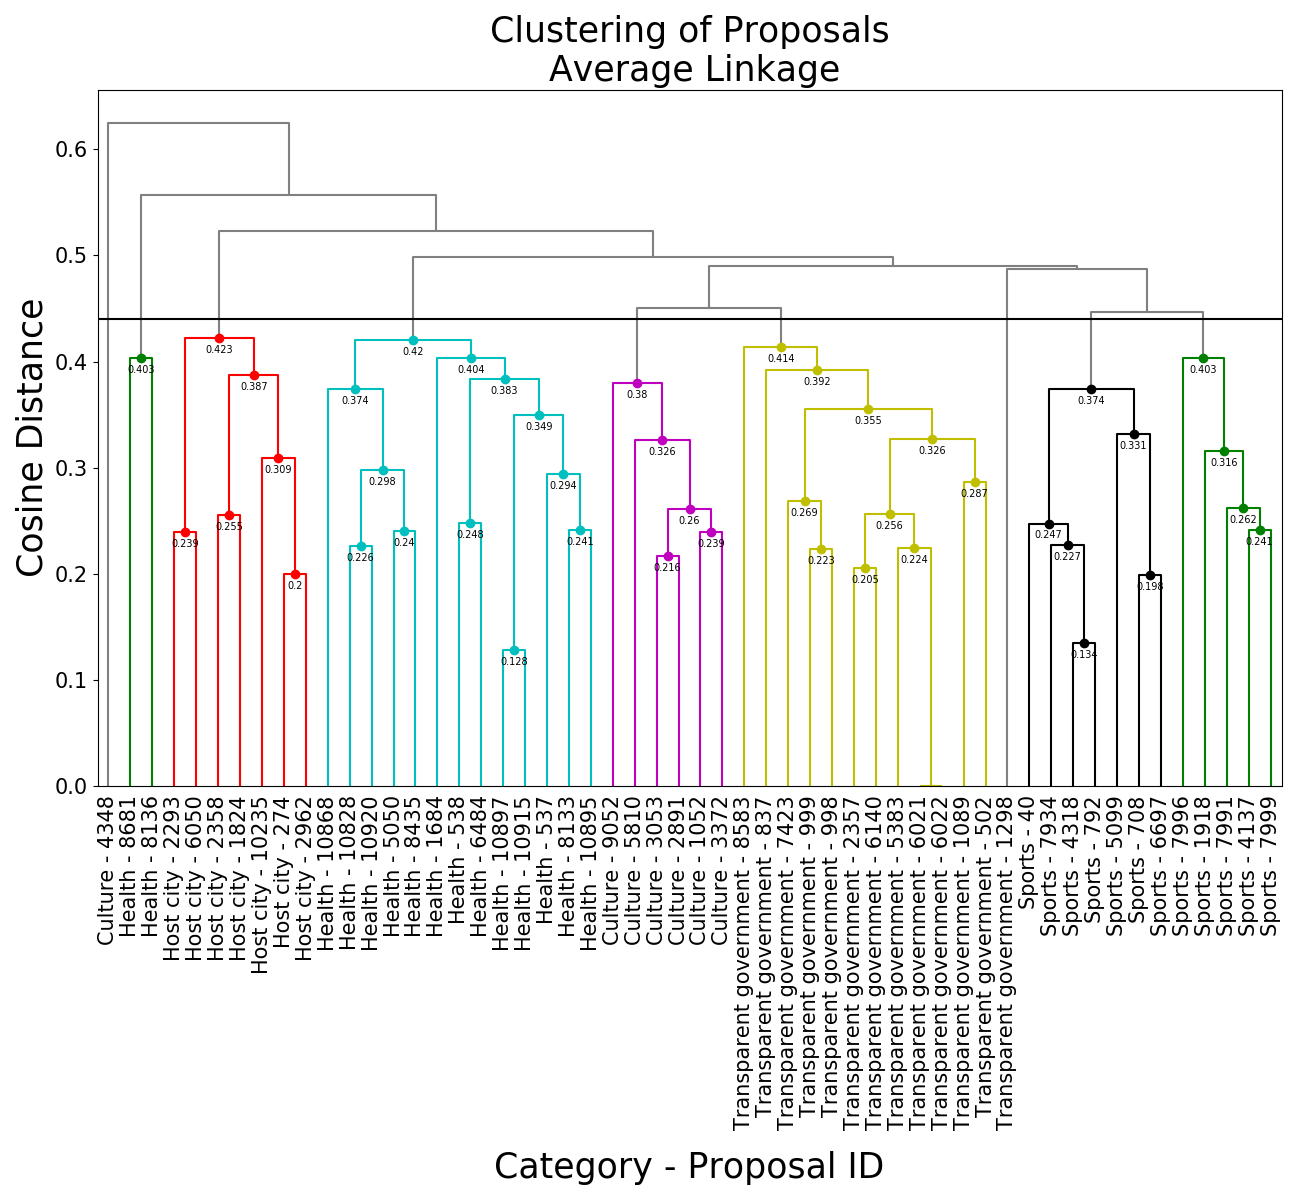 Clustering of Proposals
Average Linkage
Cosine Distance
0.6
0.5
0.4
0.3
0.2
0.1
0.0
0.403
0.423
0.387
0.309
0.239
0.255
0.2
0.42
0.404
0.374
0.383
0.349
0.298
0.294
0.248
0.24
0.241
0.226
0.128
0.38
0.326
0.26
0.239
0.216
0.414
0.392
0.355
0.326
0.287
0.269
0.256
0.223
0.224
0.205
0.374
0.331
0.247
0.227
0.198
0.134
0.403
0.316
0.262
0.241
Culture - 4348
Health - 8681
Health - 8136
Host city - 2293
Host city - 6050
Host city - 2358
Host city - 1824
Host city - 10235
Host city - 274
Host city - 2962
Health - 10868
Health - 10828
Health - 10920
Health - 5050
Health - 8435
Health - 1684
Health - 538
Health - 6484
Health - 10897
Health - 10915
Health - 537
Health - 8133
Health - 10895
Culture - 9052
Culture - 5810
Culture - 3053
Culture - 2891
Culture - 1052
Culture - 3372
Transparent government - 8583
Transparent government - 837
Transparent government - 7423
Transparent government - 999
Transparent government - 998
Transparent government - 2357
Transparent government - 6140
Transparent government - 5383
Transparent government - 6021
Transparent government - 6022
Transparent government - 1089
Transparent government - 502
Transparent government - 1298
Sports - 40
Sports - 7934
Sports - 4318
Sports - 792
Sports - 5099
Sports - 708
Sports - 6697
Sports - 7996
Sports - 1918
Sports - 7991
Sports - 4137
Sports - 7999
Category - Proposal ID